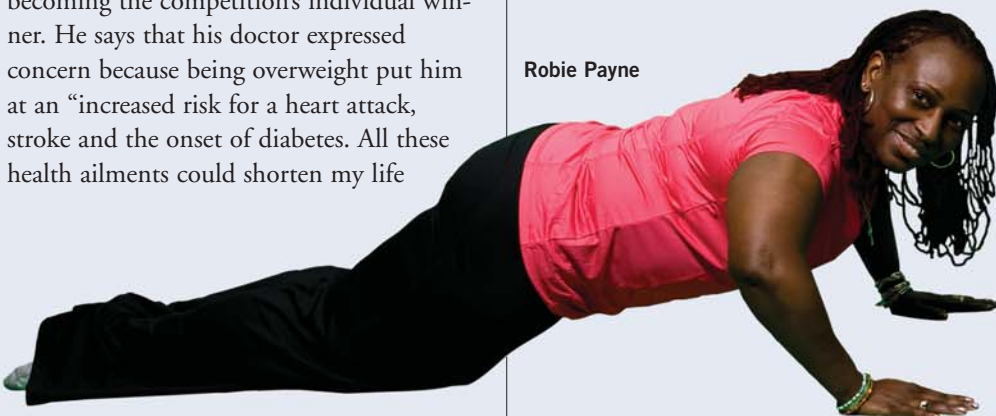 becoming the competition's individual win-
ner. He says that his doctor expressed
concern because being overweight put him
at an “increased risk for a heart attack,
stroke and the onset of diabetes. All these
health ailments could shorten my life
Robie Payne